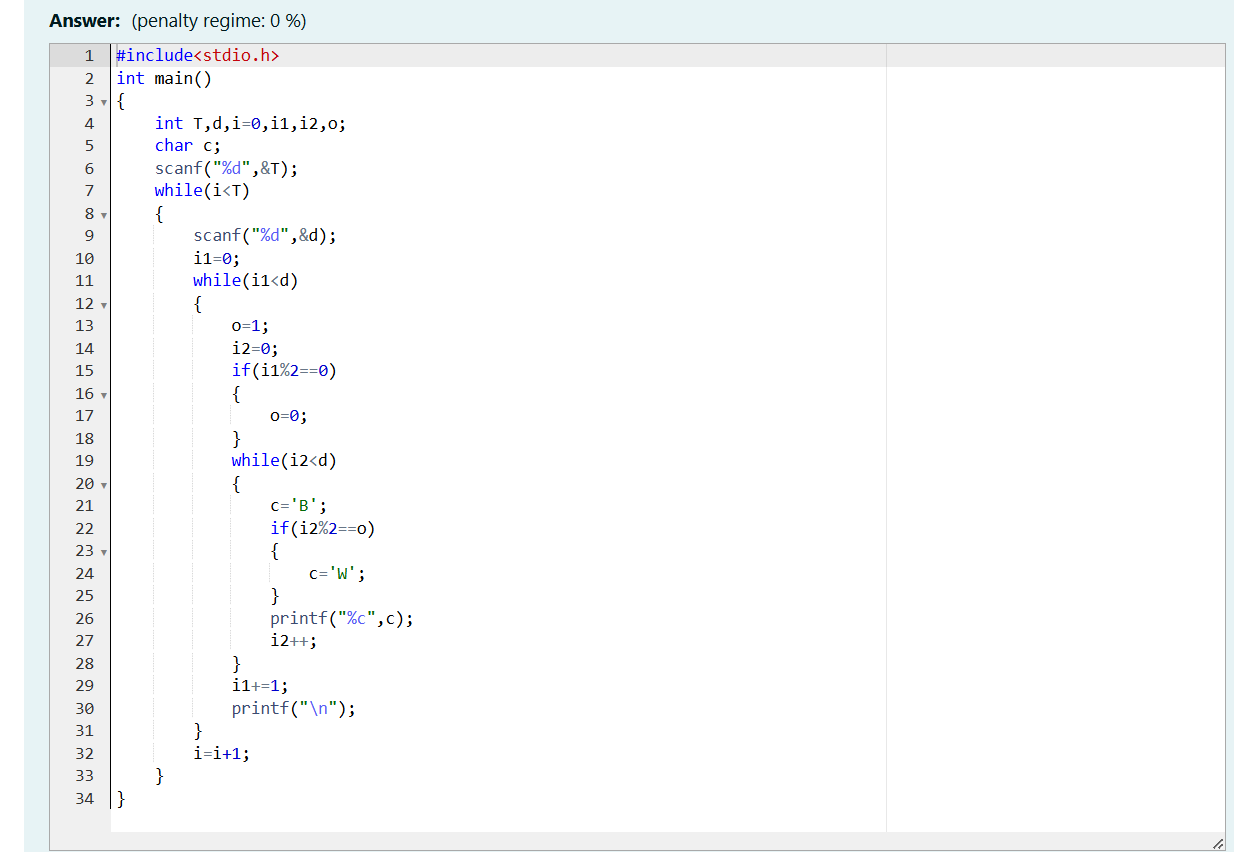 Answer: (penalty regime: 0 %)
1 #include<stdio.h>
2 int main()
3 {
4     int T,d,i=0,i1,i2,o;
5     char c;
6     scanf("%d",&T);
7     while(i<T)
8     {
9         scanf("%d",&d);
10         i1=0;
11         while(i1<d)
12         {
13             o=1;
14             i2=0;
15             if(i1%2==0)
16             {
17                 o=0;
18             }
19             while(i2<d)
20             {
21                 c='B';
22                 if(i2%2==o)
23                 {
24                     c='W';
25                 }
26                 printf("%c",c);
27                 i2++;
28             }
29             i1+=1;
30             printf("\n");
31         }
32         i=i+1;
33     }
34 }